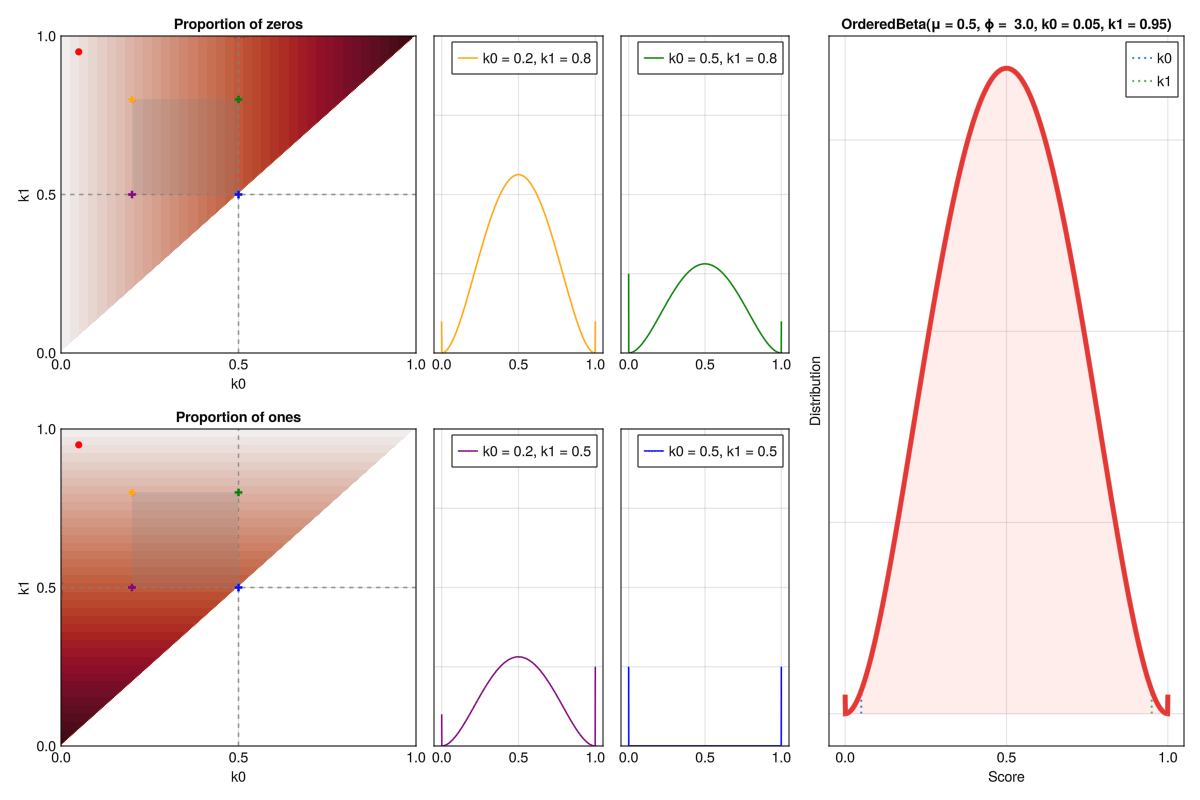 Proportion of zeros
1.0
k1
0.5
0.0
0.0
0.5
1.0
k0
k0 = 0.2, k1 = 0.8
0.0
0.5
1.0
k0 = 0.5, k1 = 0.8
0.0
0.5
1.0
Proportion of ones
1.0
k1
0.5
0.0
0.0
0.5
1.0
k0
k0 = 0.2, k1 = 0.5
0.0
0.5
1.0
k0 = 0.5, k1 = 0.5
0.0
0.5
1.0
OrderedBeta(μ = 0.5, ϕ = 3.0, k0 = 0.05, k1 = 0.95)
k0
k1
Distribution
0.0
0.5
1.0
Score